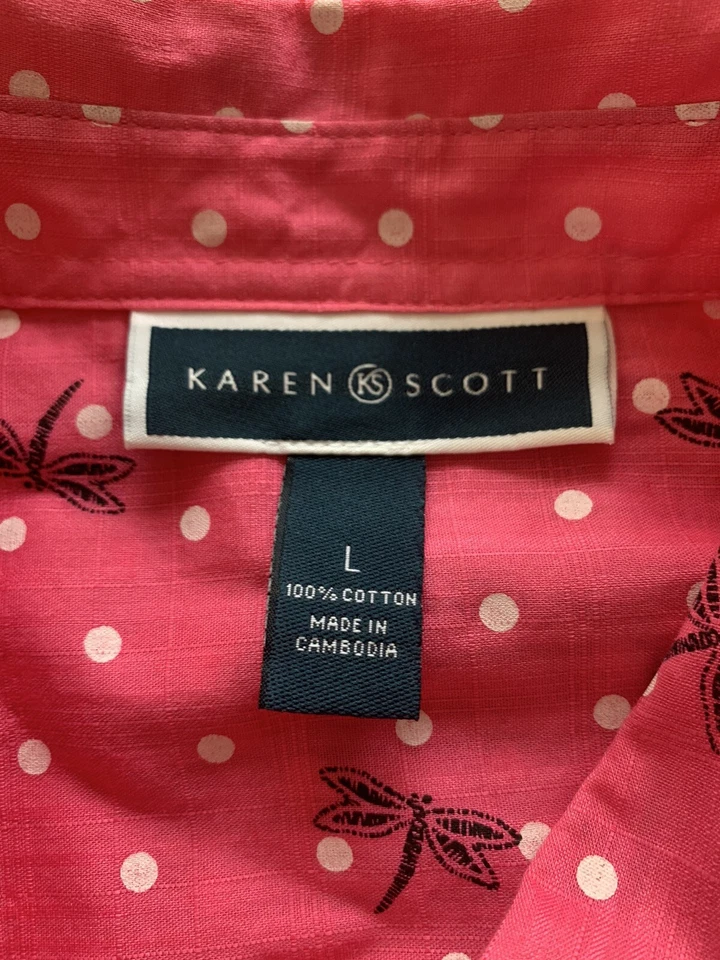 KAREN KS SCOTT
L
100% COTTON
MADE IN
CAMBODIA